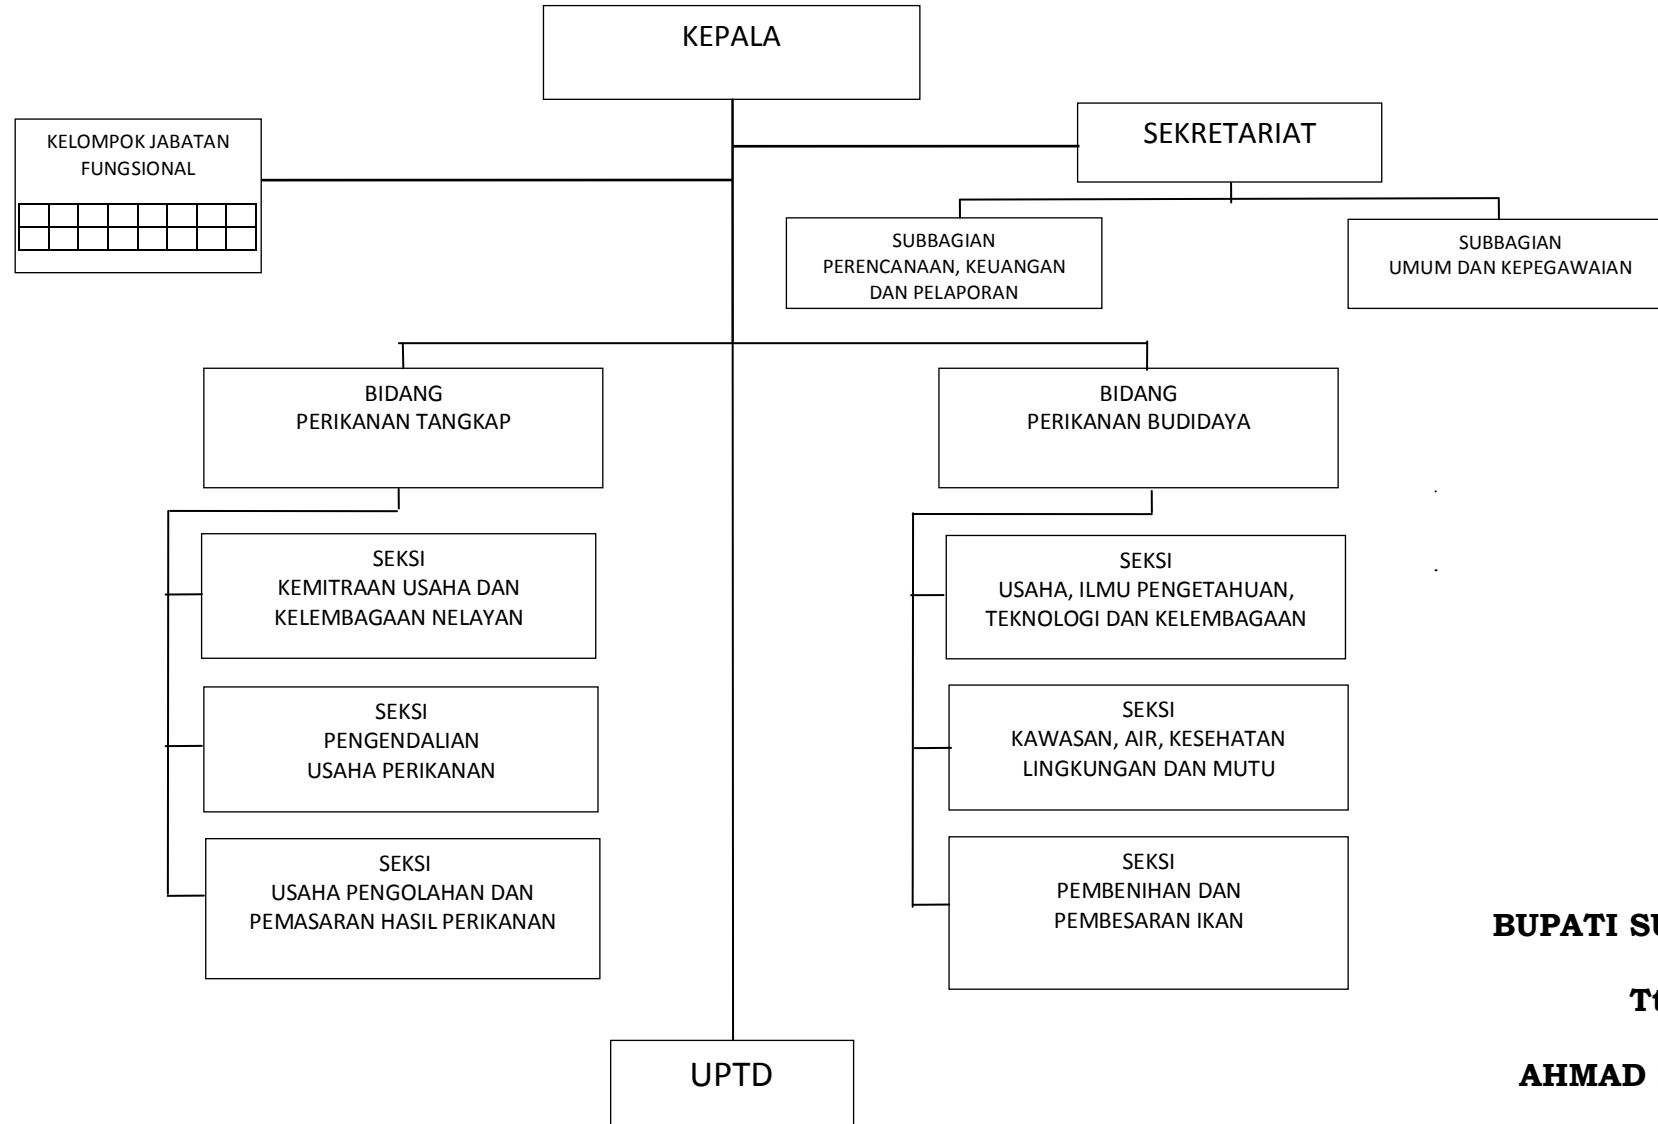 KEPALA
SEKRETARIAT
KELOMPOK JABATAN
FUNGSIONAL
SUBBAGIAN
PERENCANAAN, KEUANGAN
DAN PELAPORAN
SUBBAGIAN
UMUM DAN KEPEGAWAIAN
BIDANG
PERIKANAN TANGKAP
BIDANG
PERIKANAN BUDIDAYA
SEKSI
KEMITRAAN USAHA DAN
KELEMBAGAAN NELAYAN
SEKSI
PENGENDALIAN
USAHA PERIKANAN
SEKSI
USAHA PENGOLAHAN DAN
PEMASARAN HASIL PERIKANAN
SEKSI
USAHA, ILMU PENGETAHUAN,
TEKNOLOGI DAN KELEMBAGAAN
SEKSI
KAWASAN, AIR, KESEHATAN
LINGKUNGAN DAN MUTU
SEKSI
PEMBENIHAN DAN
PEMBESARAN IKAN
UPTD
BUPATI
AHMAD